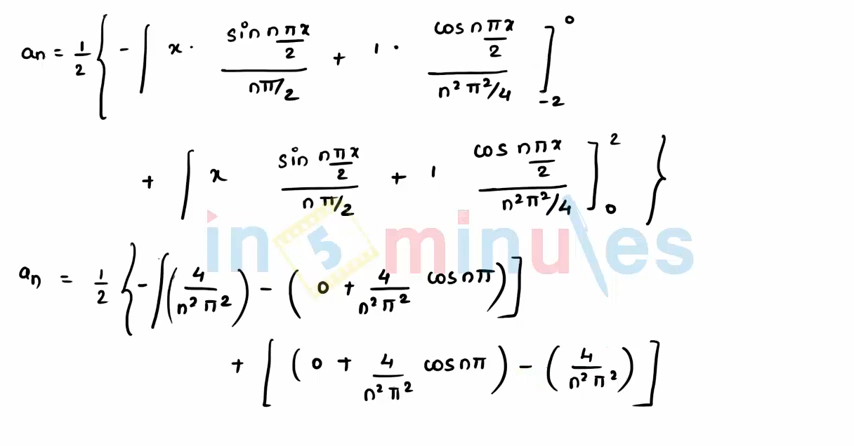 an = 1/2 { - [ x · sin nπx/2 / nπ/2 + 1 · cos nπx/2 / n²π²/4 ]⁰₋₂
+ [ x sin nπx/2 / nπ/2 + 1 cos nπx/2 / n²π²/4 ]²₀ }
in 5 minutes
an = 1/2 { - [ ( 4/n²π² ) - ( 0 + 4/n²π² cos nπ ) ]
+ [ ( 0 + 4/n²π² cos nπ ) - ( 4/n²π² ) ]